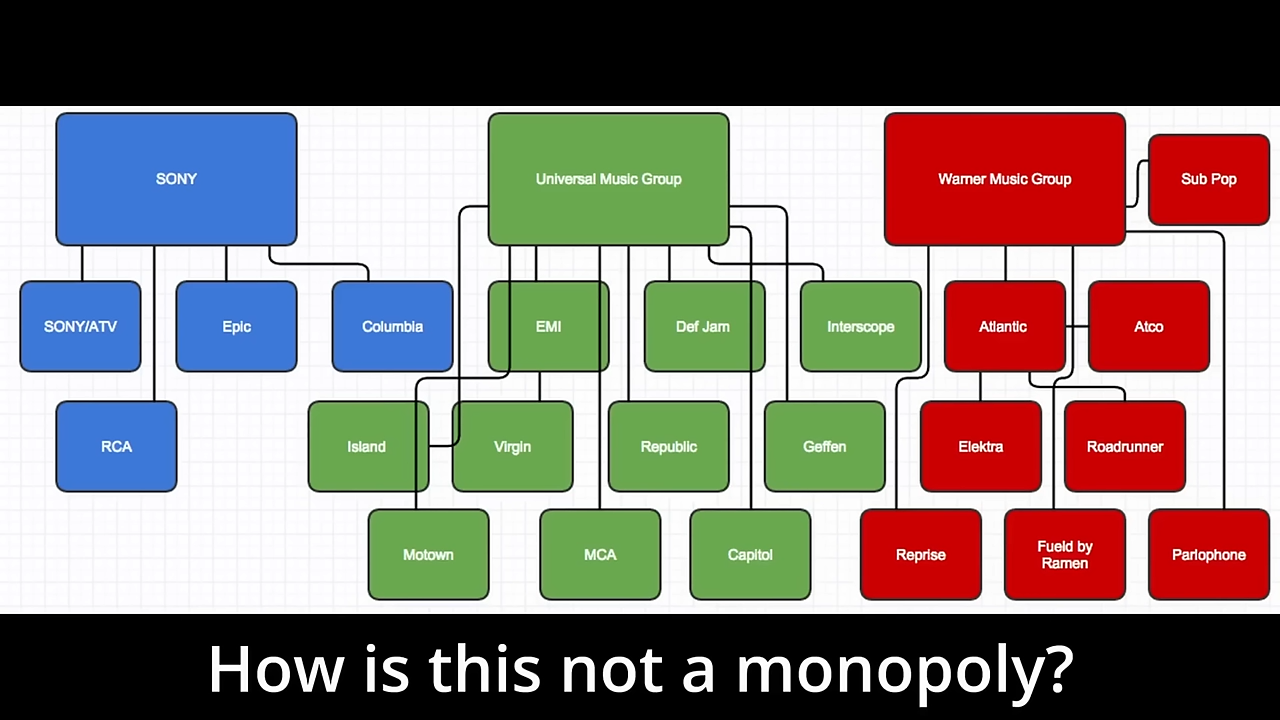 SONY
Universal Music Group
Warner Music Group
Sub Pop
SONY/ATV
Epic
Columbia
EMI
Def Jam
Interscope
Atlantic
Atco
RCA
Island
Virgin
Republic
Geffen
Elektra
Roadrunner
Motown
MCA
Capitol
Reprise
Fueld by
Ramen
Parlophone
How is this not a monopoly?